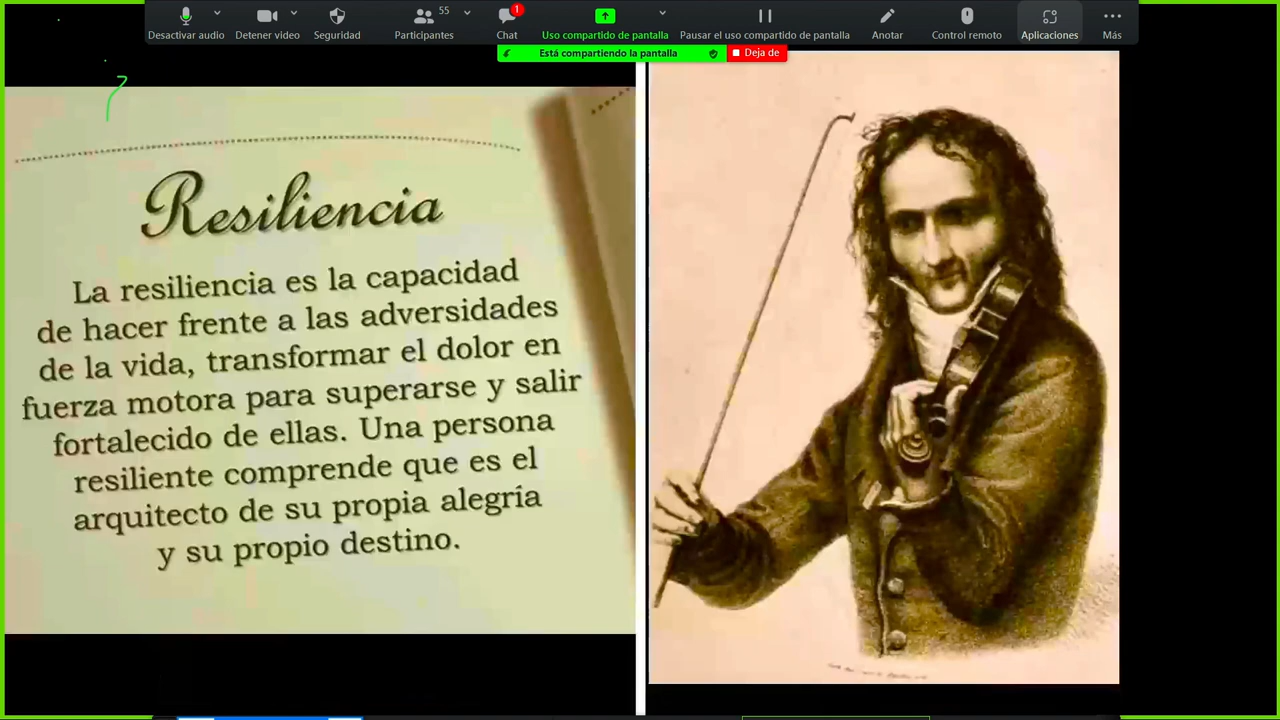 55
1
Desactivar audio
Detener video
Seguridad
Participantes
Chat
Uso compartido de pantalla
Pausar el uso compartido de pantalla
Anotar
Control remoto
Aplicaciones
Más
Está compartiendo la pantalla
Deja de
Resiliencia
La resiliencia es la capacidad
de hacer frente a las adversidades
de la vida, transformar el dolor en
fuerza motora para superarse y salir
fortalecido de ellas. Una persona
resiliente comprende que es el
arquitecto de su propia alegría
y su propio destino.